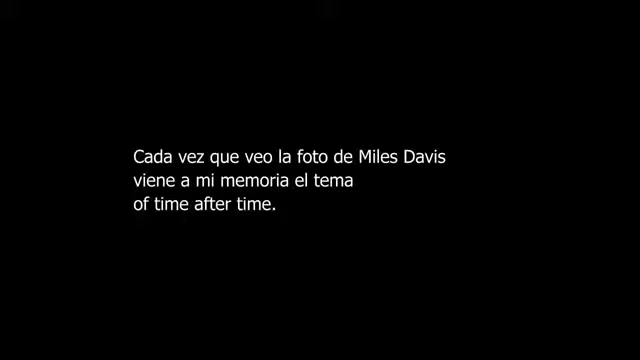 Cada vez que veo la foto de Miles Davis
viene a mi memoria el tema
of time after time.